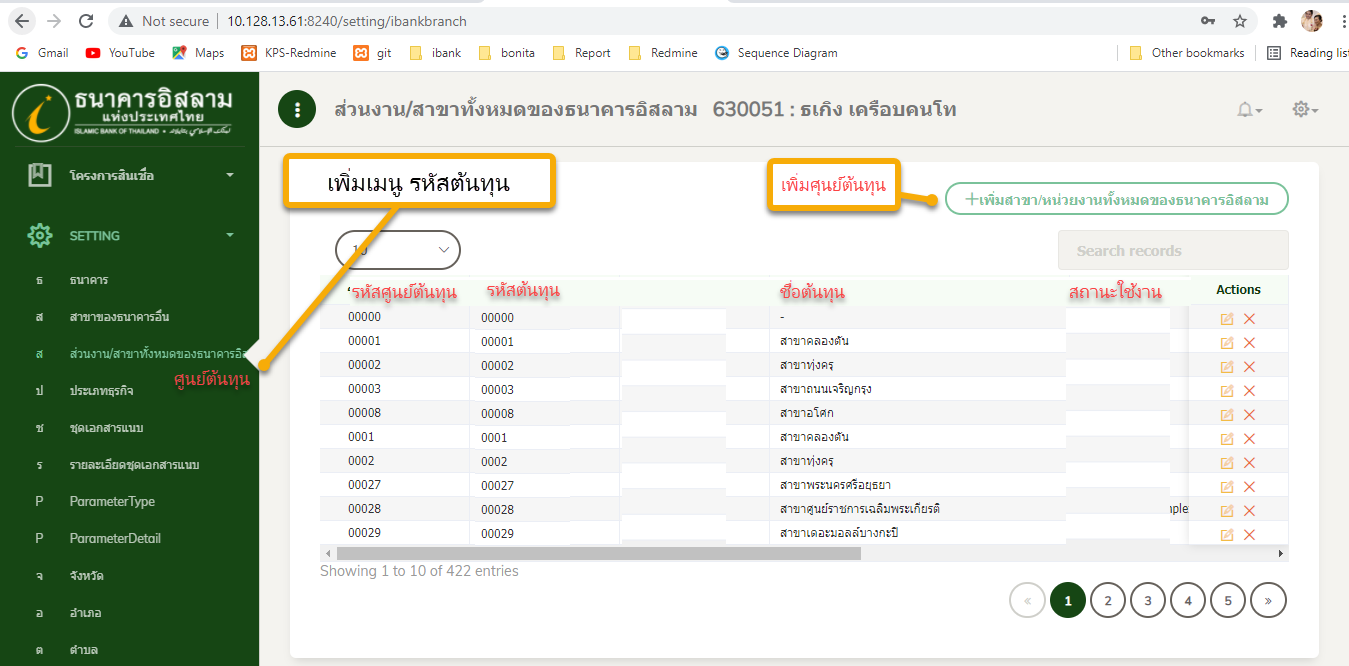 Not secure | 10.128.13.61:8240/setting/ibankbranch
Gmail YouTube Maps KPS-Redmine git ibank bonita Report Redmine Sequence Diagram Other bookmarks Reading list
ธนาคารอิสลาม
แห่งประเทศไทย
ISLAMIC BANK OF THAILAND
ส่วนงาน/สาขาทั้งหมดของธนาคารอิสลาม 630051 : ธเกิง เครือบคนโท
โครงการสินเชื่อ
SETTING
ธ ธนาคาร
ส สาขาของธนาคารอื่น
ส ส่วนงาน/สาขาทั้งหมดของธนาคารอิส
ศูนย์ต้นทุน
ป ประเภทธุรกิจ
ช ชุดเอกสารแนบ
ร รายละเอียดชุดเอกสารแนบ
P ParameterType
P ParameterDetail
จ จังหวัด
อ อำเภอ
ต ตำบล
เพิ่มเมนู รหัสต้นทุน
เพิ่มศูนย์ต้นทุน
+เพิ่มสาขา/หน่วยงานทั้งหมดของธนาคารอิสลาม
10
Search records
รหัสศูนย์ต้นทุน รหัสต้นทุน ชื่อต้นทุน สถานะใช้งาน Actions
00000 00000 -
00001 00001 สาขาคลองตัน
00002 00002 สาขาทุ่งครุ
00003 00003 สาขาถนนเจริญกรุง
00008 00008 สาขาอโศก
0001 0001 สาขาคลองตัน
0002 0002 สาขาทุ่งครุ
00027 00027 สาขาพระนครศรีอยุธยา
00028 00028 สาขาศูนย์ราชการเฉลิมพระเกียรติ mple
00029 00029 สาขาเดอะมอลล์บางกะปิ
Showing 1 to 10 of 422 entries
« 1 2 3 4 5 »